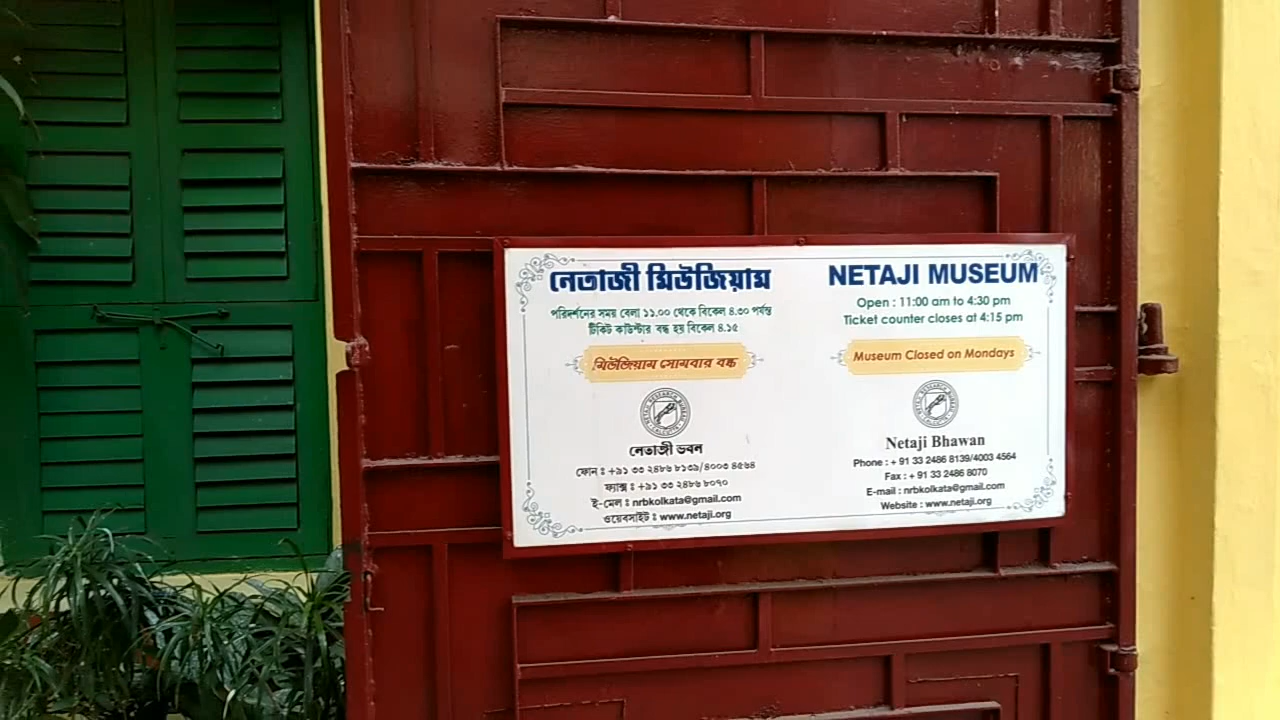 নেতাজী মিউজিয়াম
পরিদর্শনের সময় বেলা ১১.০০ থেকে বিকেল ৪.৩০ পর্যন্ত
টিকিট কাউন্টার বন্ধ হয় বিকেল ৪.১৫
মিউজিয়াম সোমবার বন্ধ
নেতাজী ভবন
ফোন ঃ +৯১ ৩৩ ২৪৮৬ ৮১৩৯/৪০০৩ ৪৫৬৪
ফ্যাক্স ঃ +৯১ ৩৩ ২৪৮৬ ৮০৭০
ই-মেল ঃ nrbkolkata@gmail.com
ওয়েবসাইট ঃ www.netaji.org
NETAJI MUSEUM
Open : 11:00 am to 4:30 pm
Ticket counter closes at 4:15 pm
Museum Closed on Mondays
NETAJI RESEARCH BUREAU
CALCUTTA
Netaji Bhawan
Phone : + 91 33 2486 8139/4003 4564
Fax : + 91 33 2486 8070
E-mail : nrbkolkata@gmail.com
Website : www.netaji.org